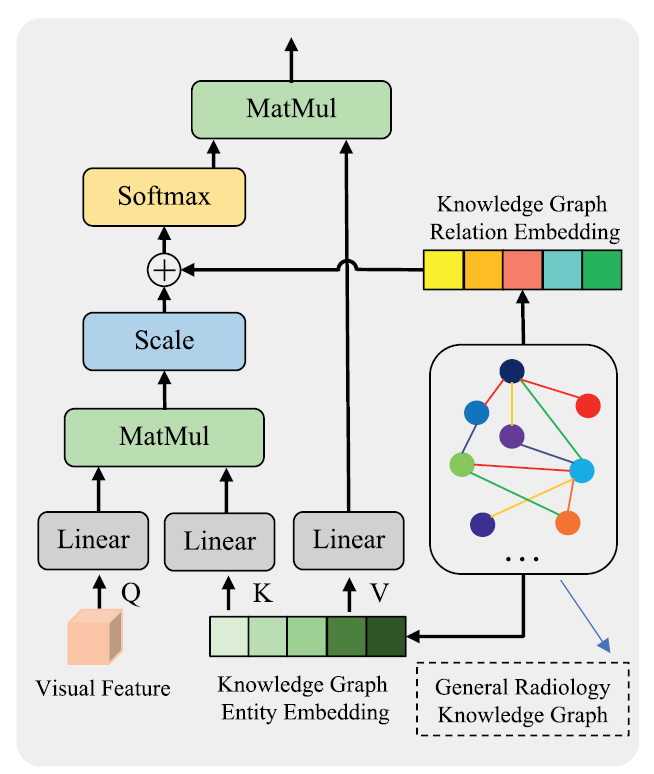 MatMul
Softmax
Knowledge Graph
Relation Embedding
+
Scale
MatMul
Linear
Linear
Linear
...
Q
K
V
Visual Feature
Knowledge Graph
Entity Embedding
General Radiology
Knowledge Graph